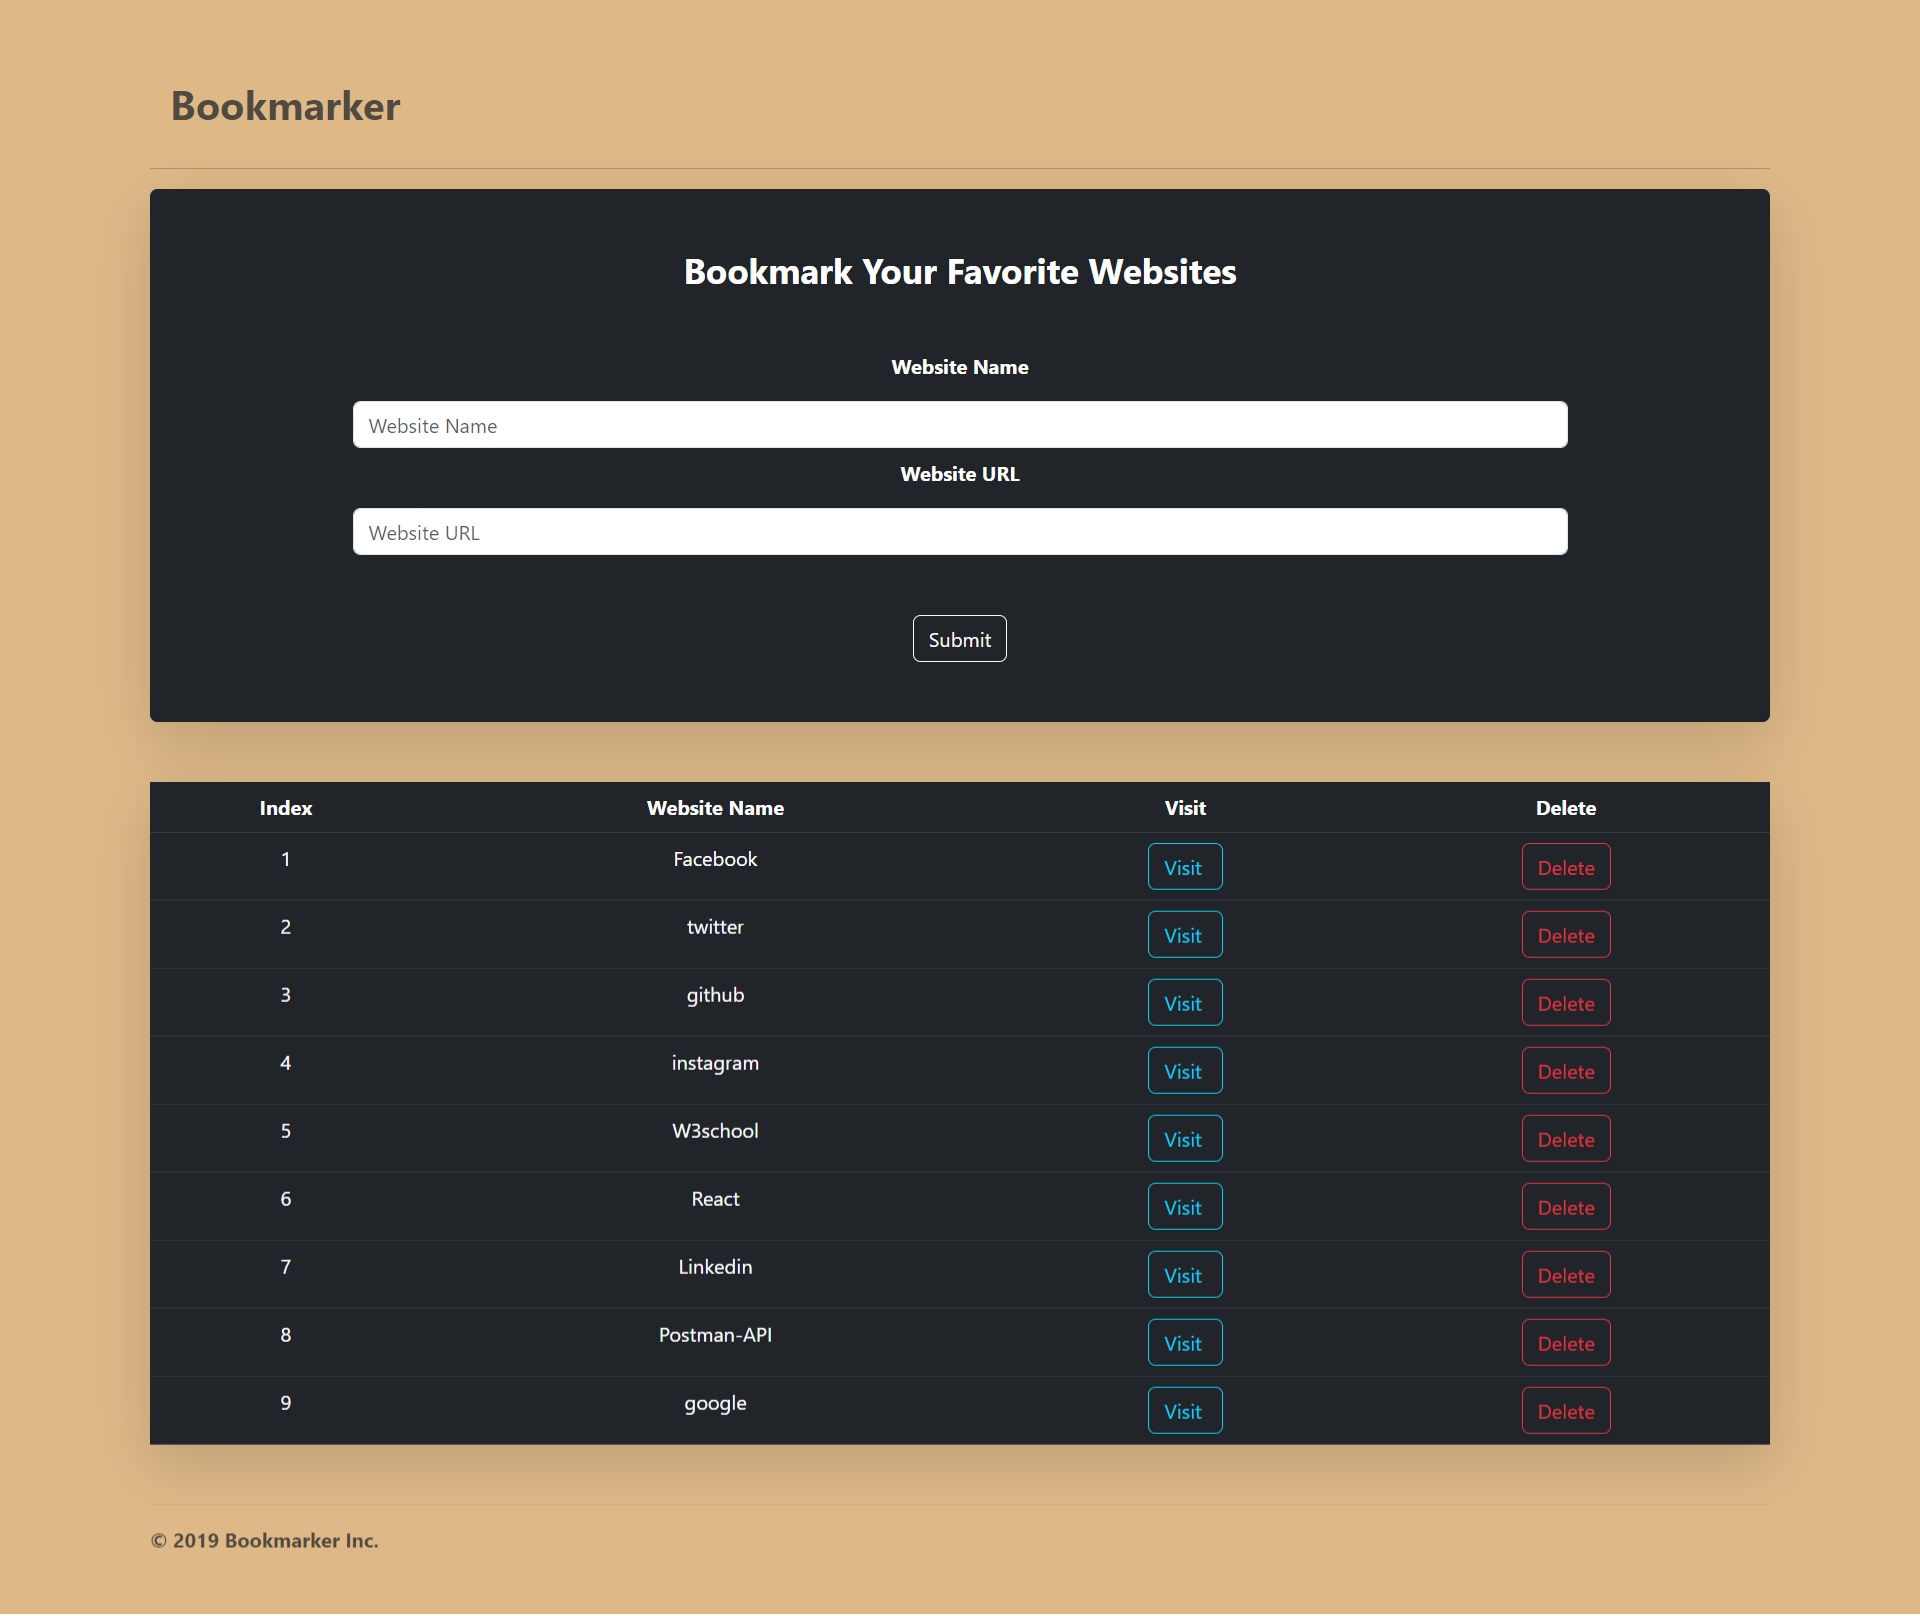 Bookmarker
Bookmark Your Favorite Websites
Website Name
Website Name
Website URL
Website URL
Submit
Index Website Name Visit Delete
1 Facebook Visit Delete
2 twitter Visit Delete
3 github Visit Delete
4 instagram Visit Delete
5 W3school Visit Delete
6 React Visit Delete
7 Linkedin Visit Delete
8 Postman-API Visit Delete
9 google Visit Delete
© 2019 Bookmarker Inc.